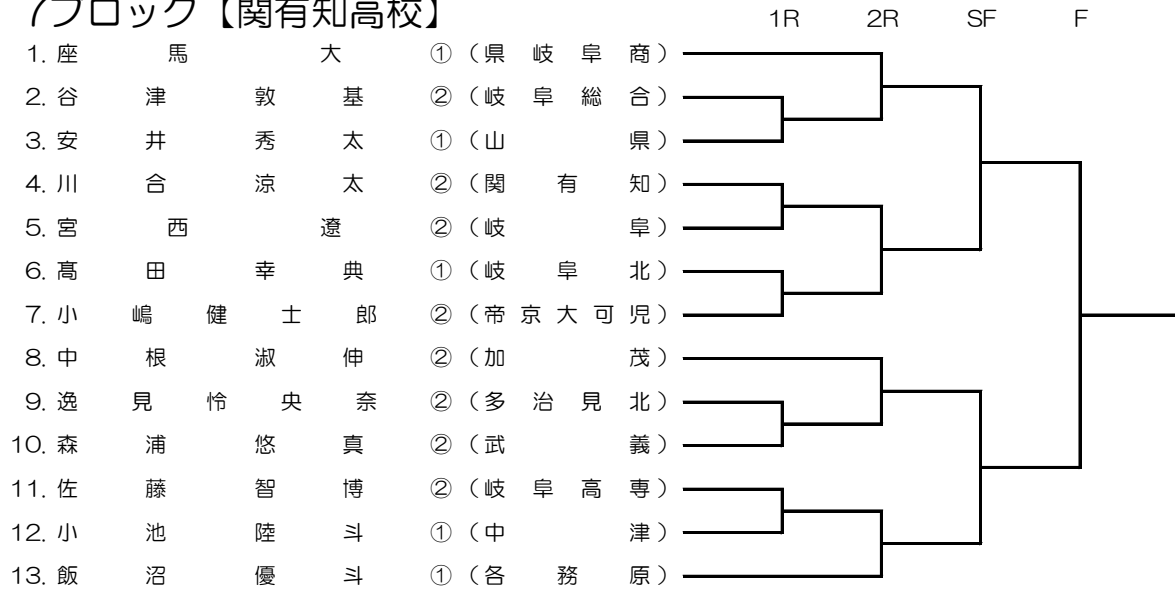 7ブロック【関有知高校】
1R 2R SF F
1. 座馬大 ① (県岐阜商)
2. 谷津敦基 ② (岐阜総合)
3. 安井秀太 ① (山県)
4. 川合涼太 ② (関有知)
5. 宮西遼 ② (岐阜)
6. 髙田幸典 ① (岐阜北)
7. 小嶋健士郎 ② (帝京大可児)
8. 中根淑伸 ② (加茂)
9. 逸見怜央奈 ② (多治見北)
10. 森浦悠真 ② (武義)
11. 佐藤智博 ② (岐阜高専)
12. 小池陸斗 ① (中津)
13. 飯沼優斗 ① (各務原)